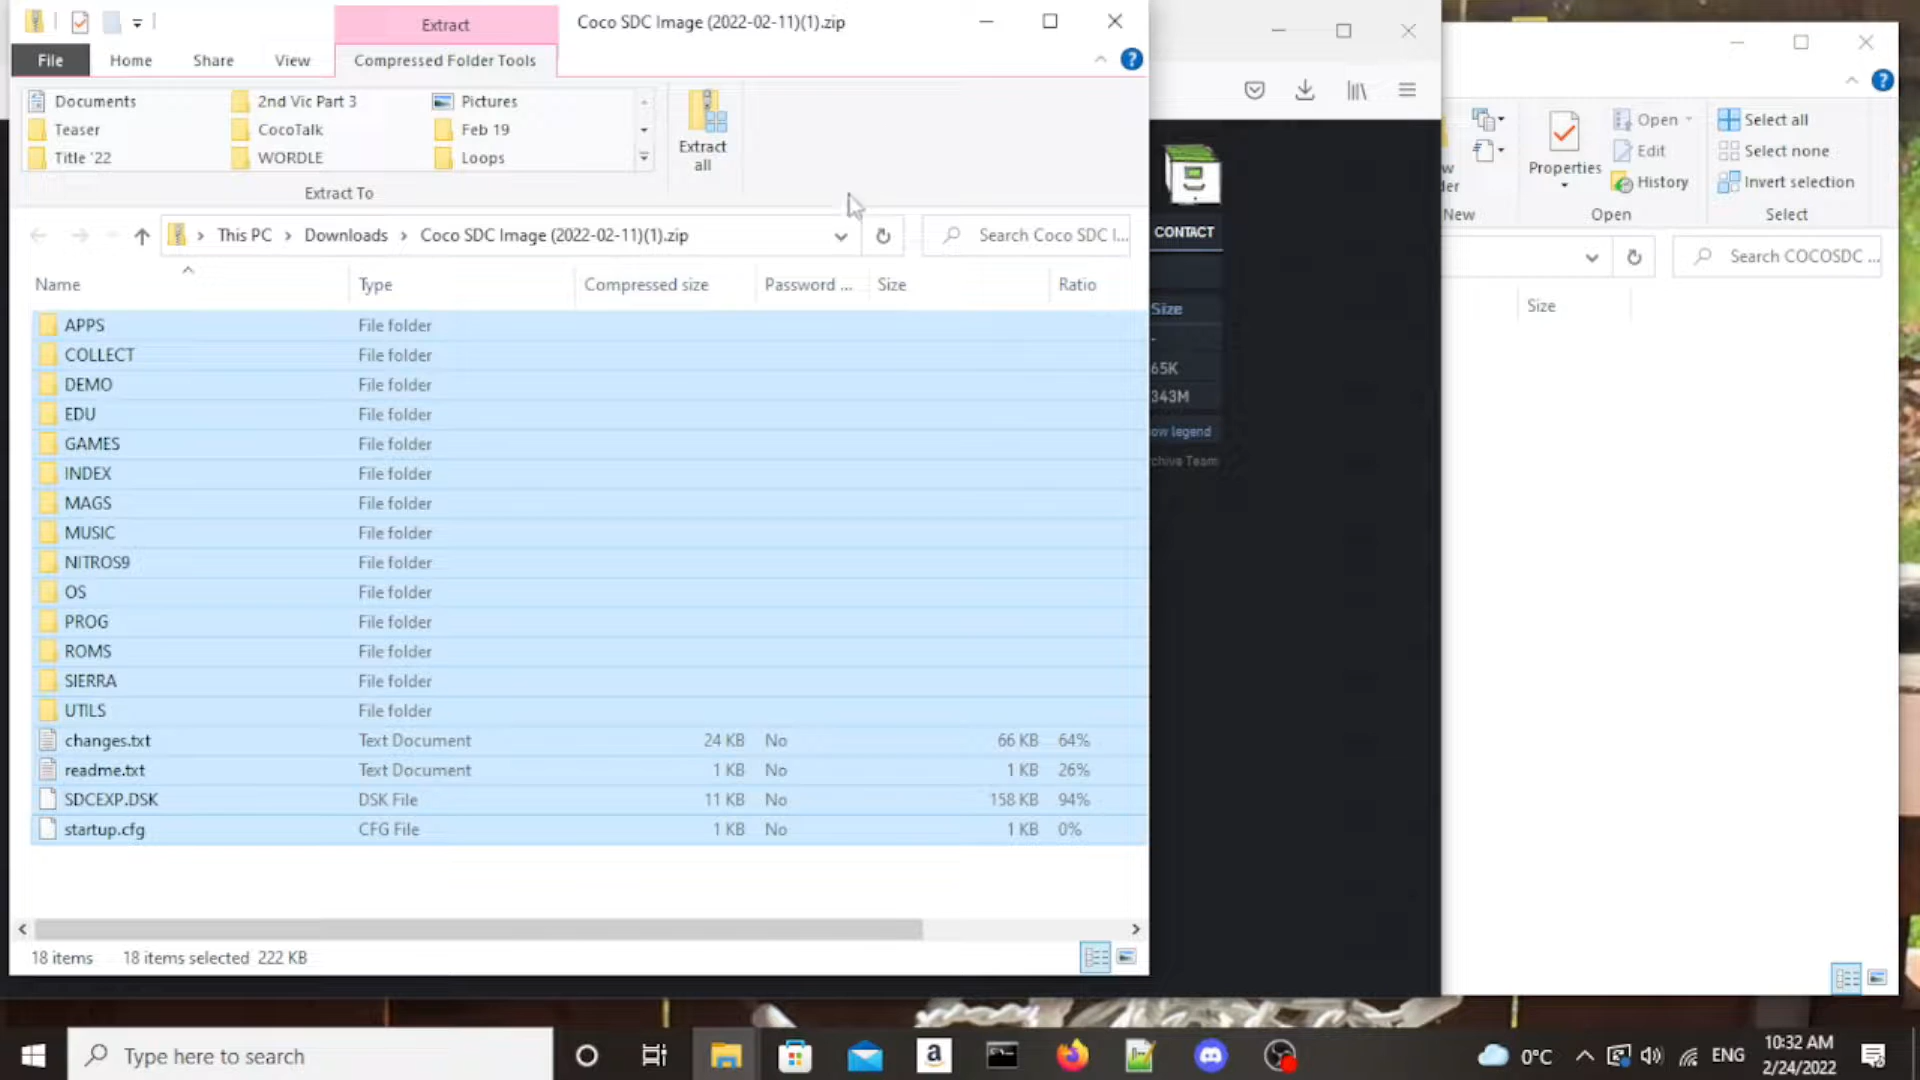 Extract
Coco SDC Image (2022-02-11)(1).zip
File Home Share View Compressed Folder Tools
Documents 2nd Vic Part 3 Pictures
Teaser CocoTalk Feb 19
Title '22 WORDLE Loops
Extract all
Extract To
This PC > Downloads > Coco SDC Image (2022-02-11)(1).zip
Search Coco SDC I...
Name Type Compressed size Password ... Size Ratio
APPS File folder
COLLECT File folder
DEMO File folder
EDU File folder
GAMES File folder
INDEX File folder
MAGS File folder
MUSIC File folder
NITROS9 File folder
OS File folder
PROG File folder
ROMS File folder
SIERRA File folder
UTILS File folder
changes.txt Text Document 24 KB No 66 KB 64%
readme.txt Text Document 1 KB No 1 KB 26%
SDCEXP.DSK DSK File 11 KB No 158 KB 94%
startup.cfg CFG File 1 KB No 1 KB 0%
18 items 18 items selected 222 KB
CONTACT
Size
-
65K
343M
ow legend
chive Team
Open Select all
Edit Select none
Properties
History Invert selection
New Open Select
Search COCOSDC ...
Size
Type here to search
a
0°C
ENG
10:32 AM
2/24/2022